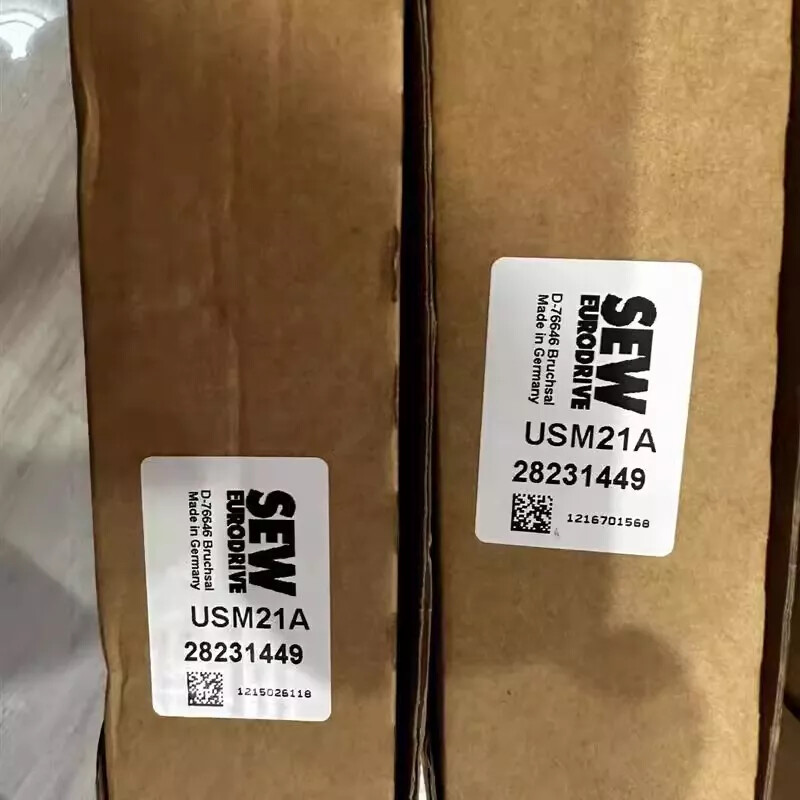 SEW
EURODRIVE
D-76646 Bruchsal
Made in Germany
USM21A
28231449
1215026118
SEW
EURODRIVE
D-76646 Bruchsal
Made in Germany
USM21A
28231449
1216701568